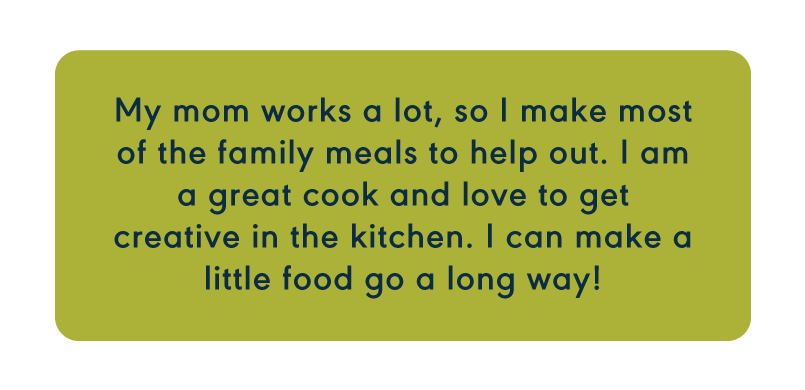 My mom works a lot, so I make most
of the family meals to help out. I am
a great cook and love to get
creative in the kitchen. I can make a
little food go a long way!